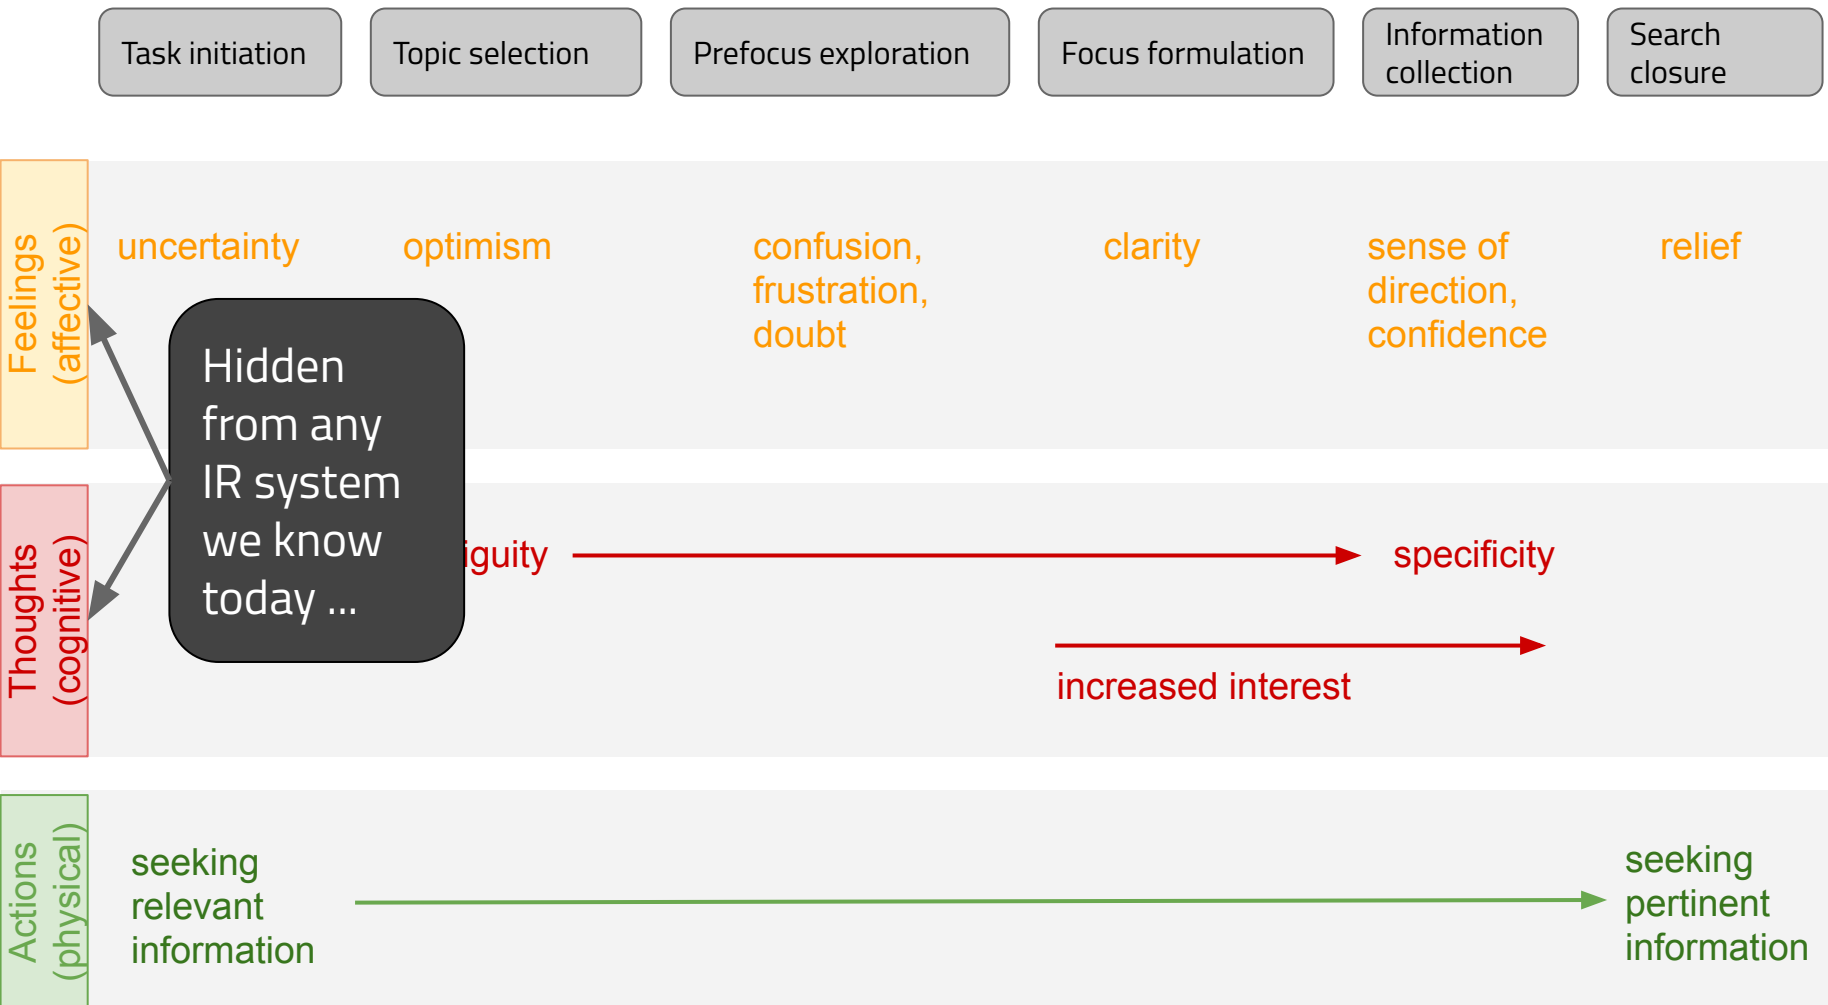 Task initiation
Topic selection
Prefocus exploration
Focus formulation
Information
collection
Search
closure
Feelings
(affective)
uncertainty
optimism
confusion,
frustration,
doubt
clarity
sense of
direction,
confidence
relief
Hidden
from any
IR system
we know
today ...
Thoughts
(cognitive)
iguity
specificity
increased interest
Actions
(physical)
seeking
relevant
information
seeking
pertinent
information